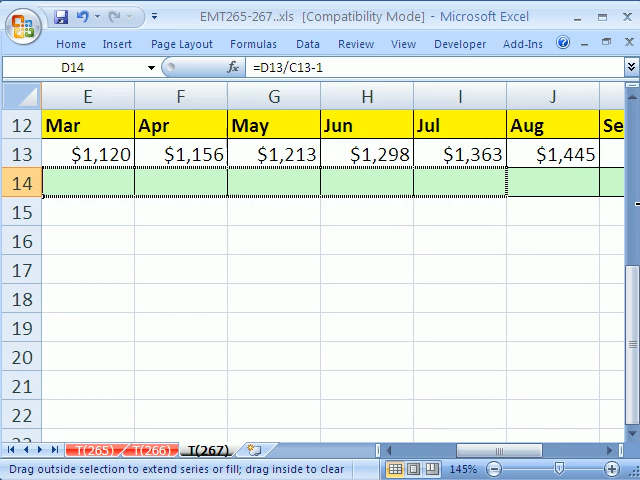 EMT265-267..xls [Compatibility Mode] - Microsoft Excel
Home Insert Page Layout Formulas Data Review View Developer Add-Ins
D14 fx =D13/C13-1
E F G H I J
12 Mar Apr May Jun Jul Aug Se
13 $1,120 $1,156 $1,213 $1,298 $1,363 $1,445
14
15
16
17
18
19
20
21
22
T(265) T(266) T(267)
Drag outside selection to extend series or fill; drag inside to clear 145%